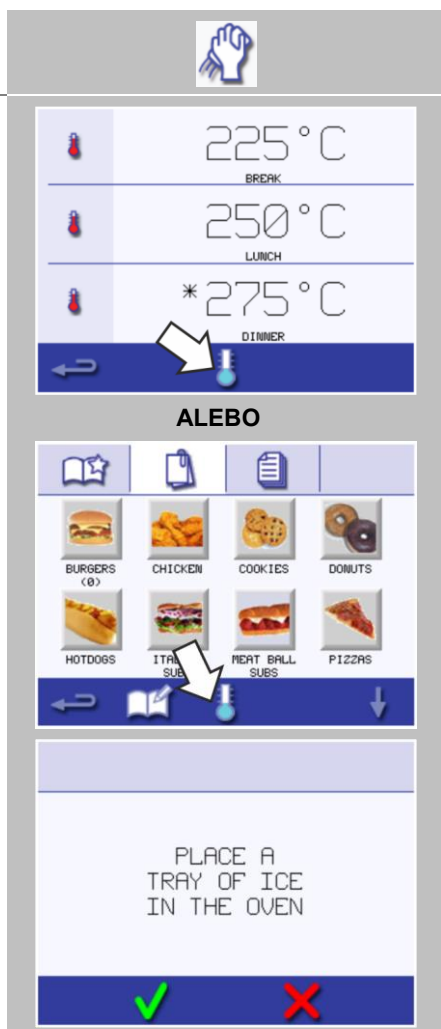 225°C
BREAK
250°C
LUNCH
*275°C
DINNER
ALEBO
BURGERS (0)
CHICKEN
COOKIES
DONUTS
HOTDOGS
MEAT BALL SUBS
PIZZAS
PLACE A
TRAY OF ICE
IN THE OVEN